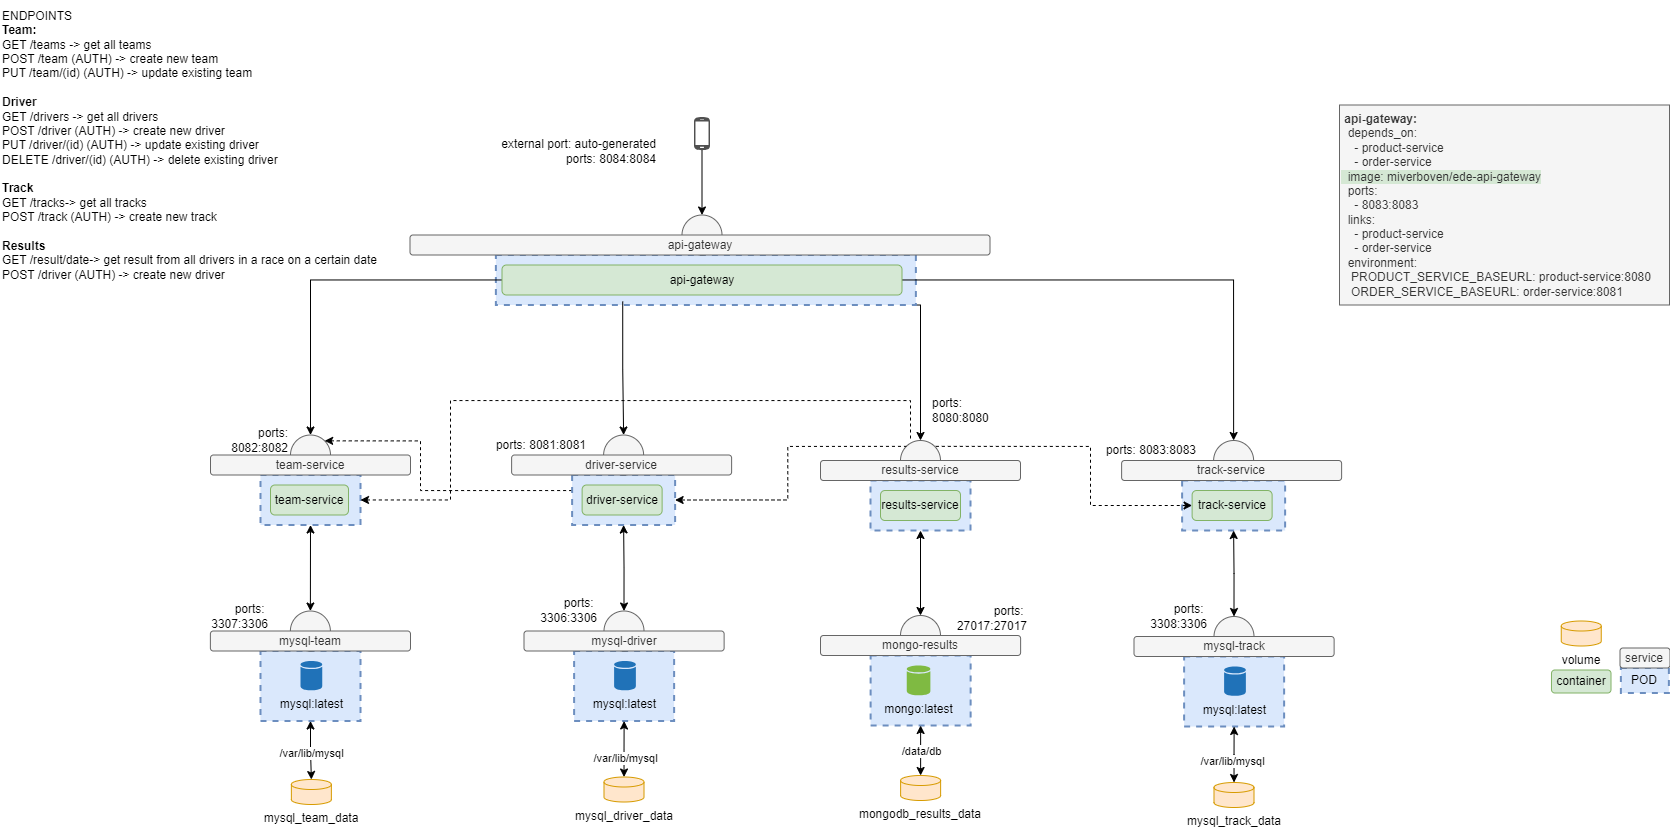 ENDPOINTS
Team:
GET /teams -> get all teams
POST /team (AUTH) -> create new team
PUT /team/(id) (AUTH) -> update existing team
Driver
GET /drivers -> get all drivers
POST /driver (AUTH) -> create new driver
PUT /driver/(id) (AUTH) -> update existing driver
DELETE /driver/(id) (AUTH) -> delete existing driver
Track
GET /tracks-> get all tracks
POST /track (AUTH) -> create new track
Results
GET /result/date-> get result from all drivers in a race on a certain date
POST /driver (AUTH) -> create new driver
external port: auto-generated
ports: 8084:8084
api-gateway
api-gateway
api-gateway:
depends_on:
- product-service
- order-service
image: miverboven/ede-api-gateway
ports:
- 8083:8083
links:
- product-service
- order-service
environment:
PRODUCT_SERVICE_BASEURL: product-service:8080
ORDER_SERVICE_BASEURL: order-service:8081
ports:
8082:8082
team-service
team-service
ports: 8081:8081
driver-service
driver-service
ports:
8080:8080
results-service
results-service
ports: 8083:8083
track-service
track-service
ports:
3307:3306
mysql-team
mysql:latest
/var/lib/mysql
mysql_team_data
ports:
3306:3306
mysql-driver
mysql:latest
/var/lib/mysql
mysql_driver_data
ports:
27017:27017
mongo-results
mongo:latest
/data/db
mongodb_results_data
ports:
3308:3306
mysql-track
mysql:latest
/var/lib/mysql
mysql_track_data
volume
service
container
POD